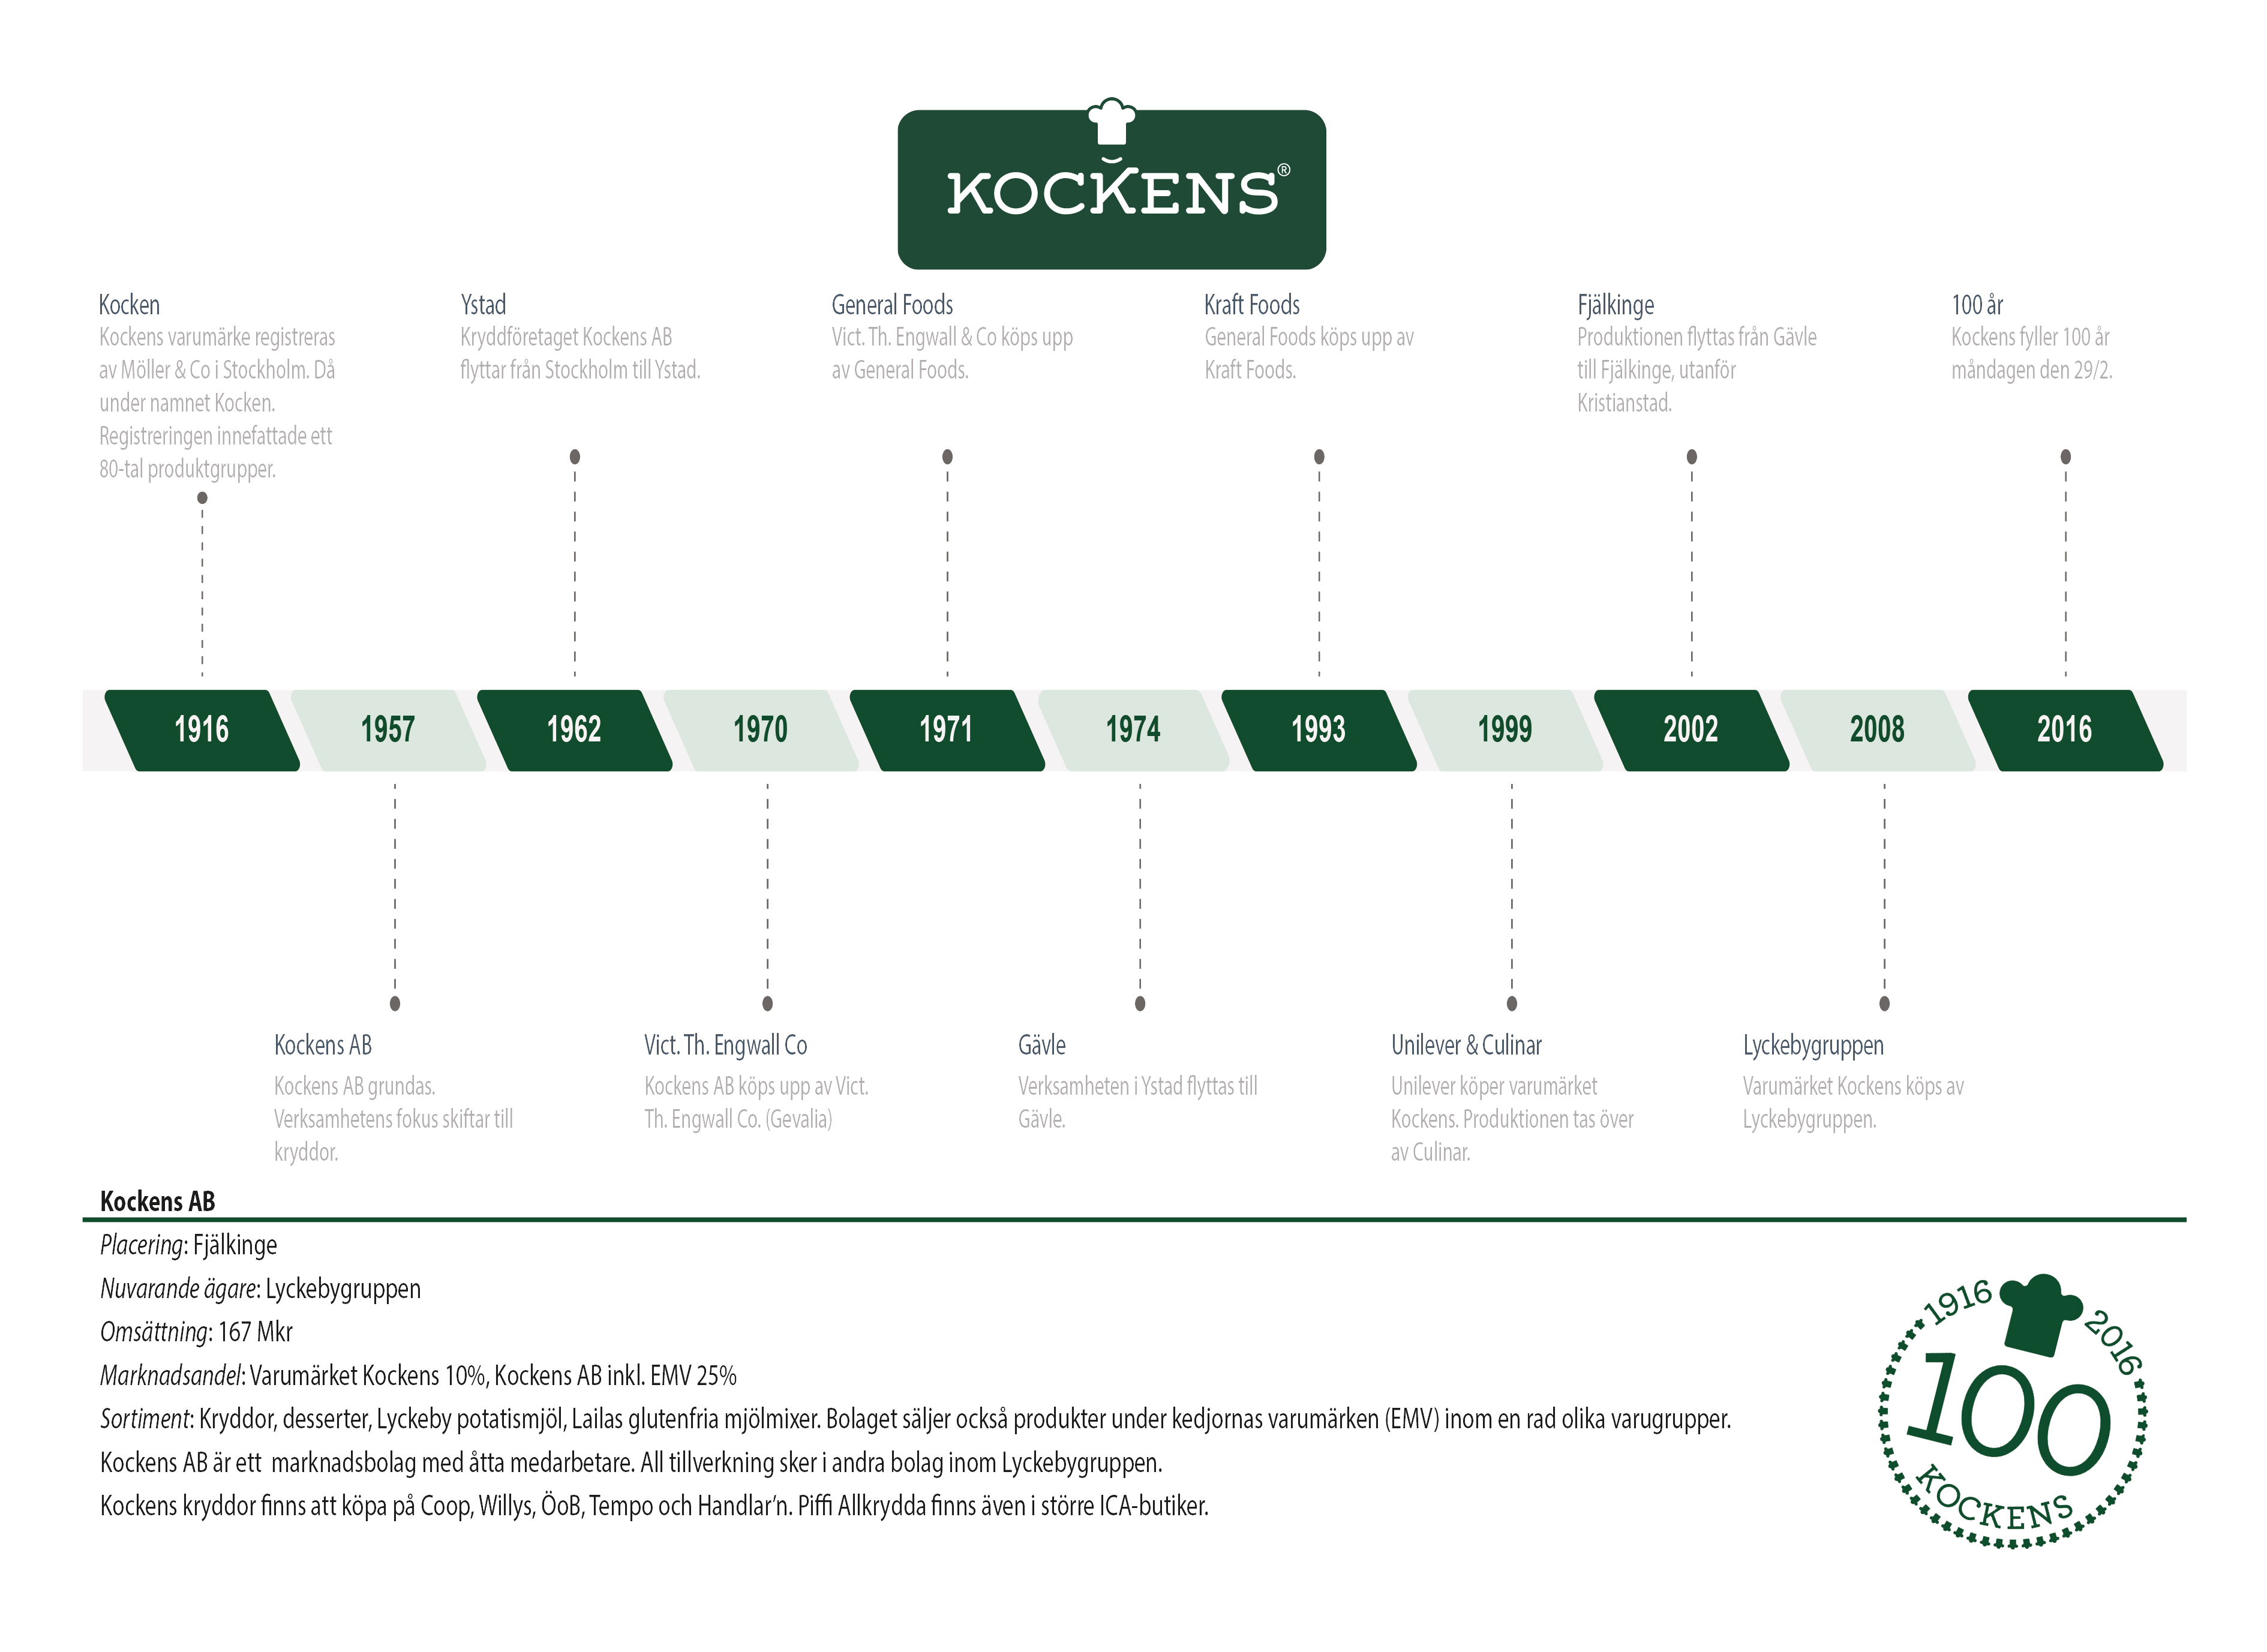 KOCKENS®
Kocken
Kockens varumärke registreras
av Möller & Co i Stockholm. Då
under namnet Kocken.
Registreringen innefattade ett
80-tal produktgrupper.
Ystad
Kryddföretaget Kockens AB
flyttar från Stockholm till Ystad.
General Foods
Vict. Th. Engwall & Co köps upp
av General Foods.
Kraft Foods
General Foods köps upp av
Kraft Foods.
Fjälkinge
Produktionen flyttas från Gävle
till Fjälkinge, utanför
Kristianstad.
100 år
Kockens fyller 100 år
måndagen den 29/2.
1916 1957 1962 1970 1971 1974 1993 1999 2002 2008 2016
Kockens AB
Kockens AB grundas.
Verksamhetens fokus skiftar till
kryddor.
Vict. Th. Engwall Co
Kockens AB köps upp av Vict.
Th. Engwall Co. (Gevalia)
Gävle
Verksamheten i Ystad flyttas till
Gävle.
Unilever & Culinar
Unilever köper varumärket
Kockens. Produktionen tas över
av Culinar.
Lyckebygruppen
Varumärket Kockens köps av
Lyckebygruppen.
Kockens AB
Placering: Fjälkinge
Nuvarande ägare: Lyckebygruppen
Omsättning: 167 Mkr
Marknadsandel: Varumärket Kockens 10%, Kockens AB inkl. EMV 25%
Sortiment: Kryddor, desserter, Lyckeby potatismjöl, Lailas glutenfria mjölmixer. Bolaget säljer också produkter under kedjornas varumärken (EMV) inom en rad olika varugrupper.
Kockens AB är ett  marknadsbolag med åtta medarbetare. All tillverkning sker i andra bolag inom Lyckebygruppen.
Kockens kryddor finns att köpa på Coop, Willys, ÖoB, Tempo och Handlar’n. Piffi Allkrydda finns även i större ICA-butiker.
1916 2016
100
KOCKENS